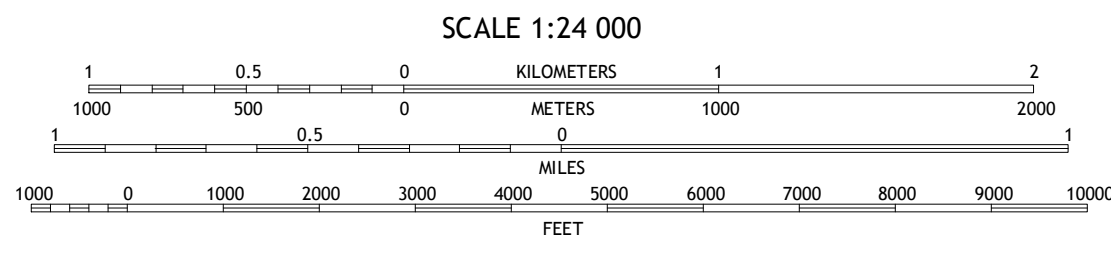 SCALE 1:24 000
1 0.5 0 KILOMETERS 1 2
1000 500 0 METERS 1000 2000
1 0.5 0 1
MILES
1000 0 1000 2000 3000 4000 5000 6000 7000 8000 9000 10000
FEET